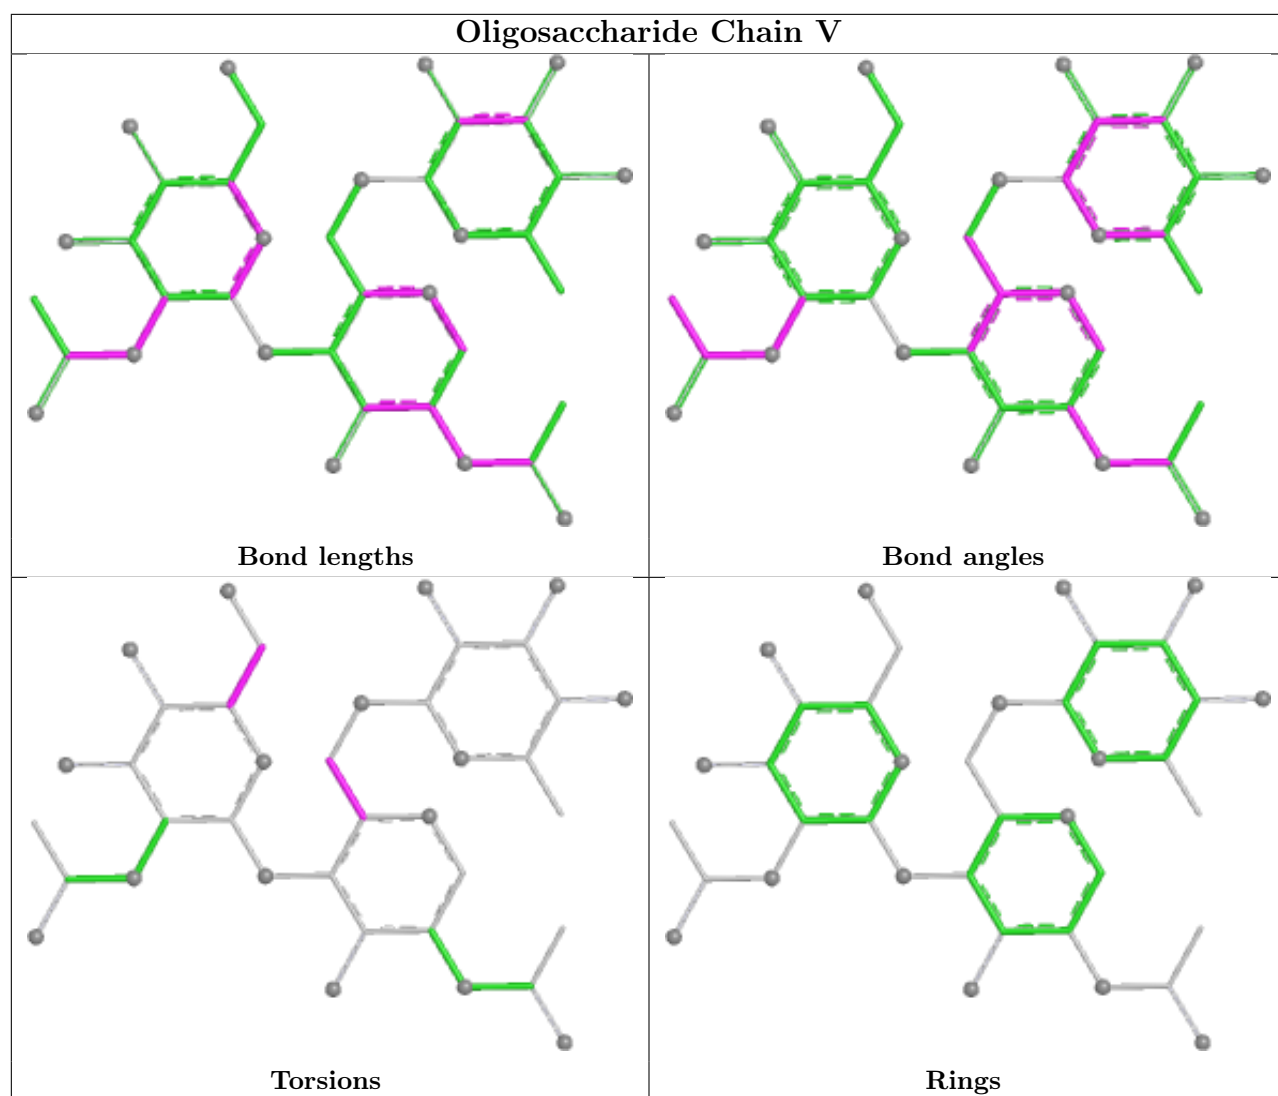 Oligosaccharide Chain V
Bond lengths
Bond angles
Torsions
Rings